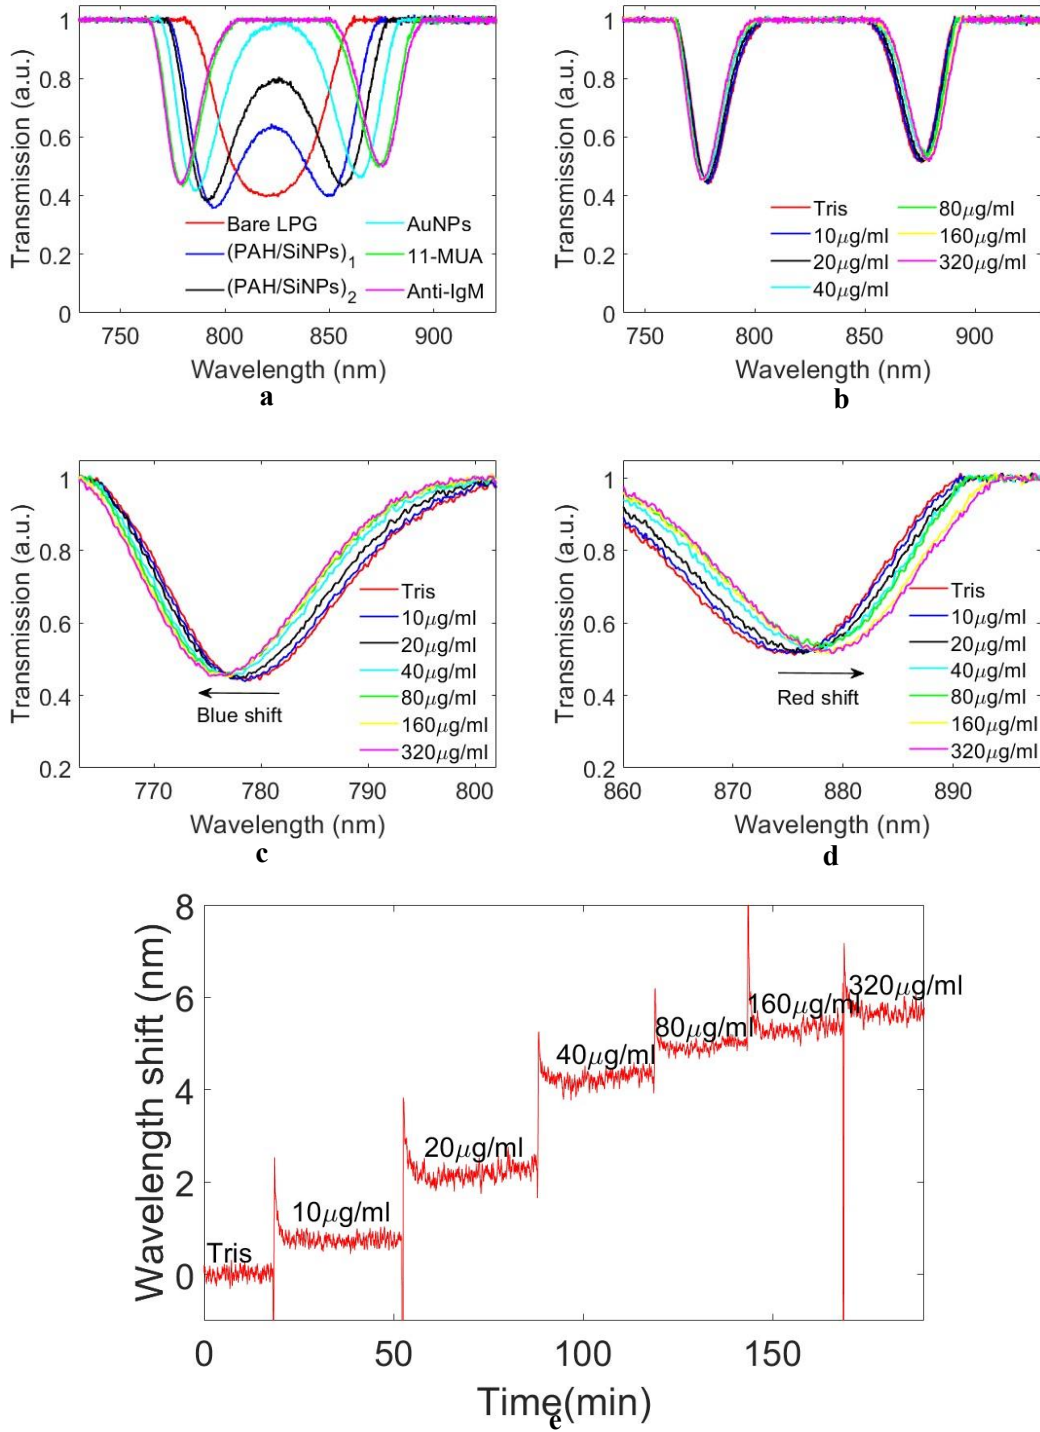 Transmission (a.u.)
1
0.8
0.6
0.4
0.2
0
Bare LPG
(PAH/SiNPs)1
(PAH/SiNPs)2
AuNPs
11-MUA
Anti-IgM
750 800 850 900
Wavelength (nm)
a
Transmission (a.u.)
1
0.8
0.6
0.4
0.2
0
Tris
10μg/ml
20μg/ml
40μg/ml
80μg/ml
160μg/ml
320μg/ml
750 800 850 900
Wavelength (nm)
b
Transmission (a.u.)
1
0.8
0.6
0.4
0.2
Tris
10μg/ml
20μg/ml
40μg/ml
80μg/ml
160μg/ml
320μg/ml
Blue shift
770 780 790 800
Wavelength (nm)
c
Transmission (a.u.)
1
0.8
0.6
0.4
0.2
Tris
10μg/ml
20μg/ml
40μg/ml
80μg/ml
160μg/ml
320μg/ml
Red shift
860 870 880 890
Wavelength (nm)
d
Wavelength shift (nm)
8
6
4
2
0
Tris
10μg/ml
20μg/ml
40μg/ml
80μg/ml
160μg/ml
320μg/ml
0 50 100 150
Time(min)
e